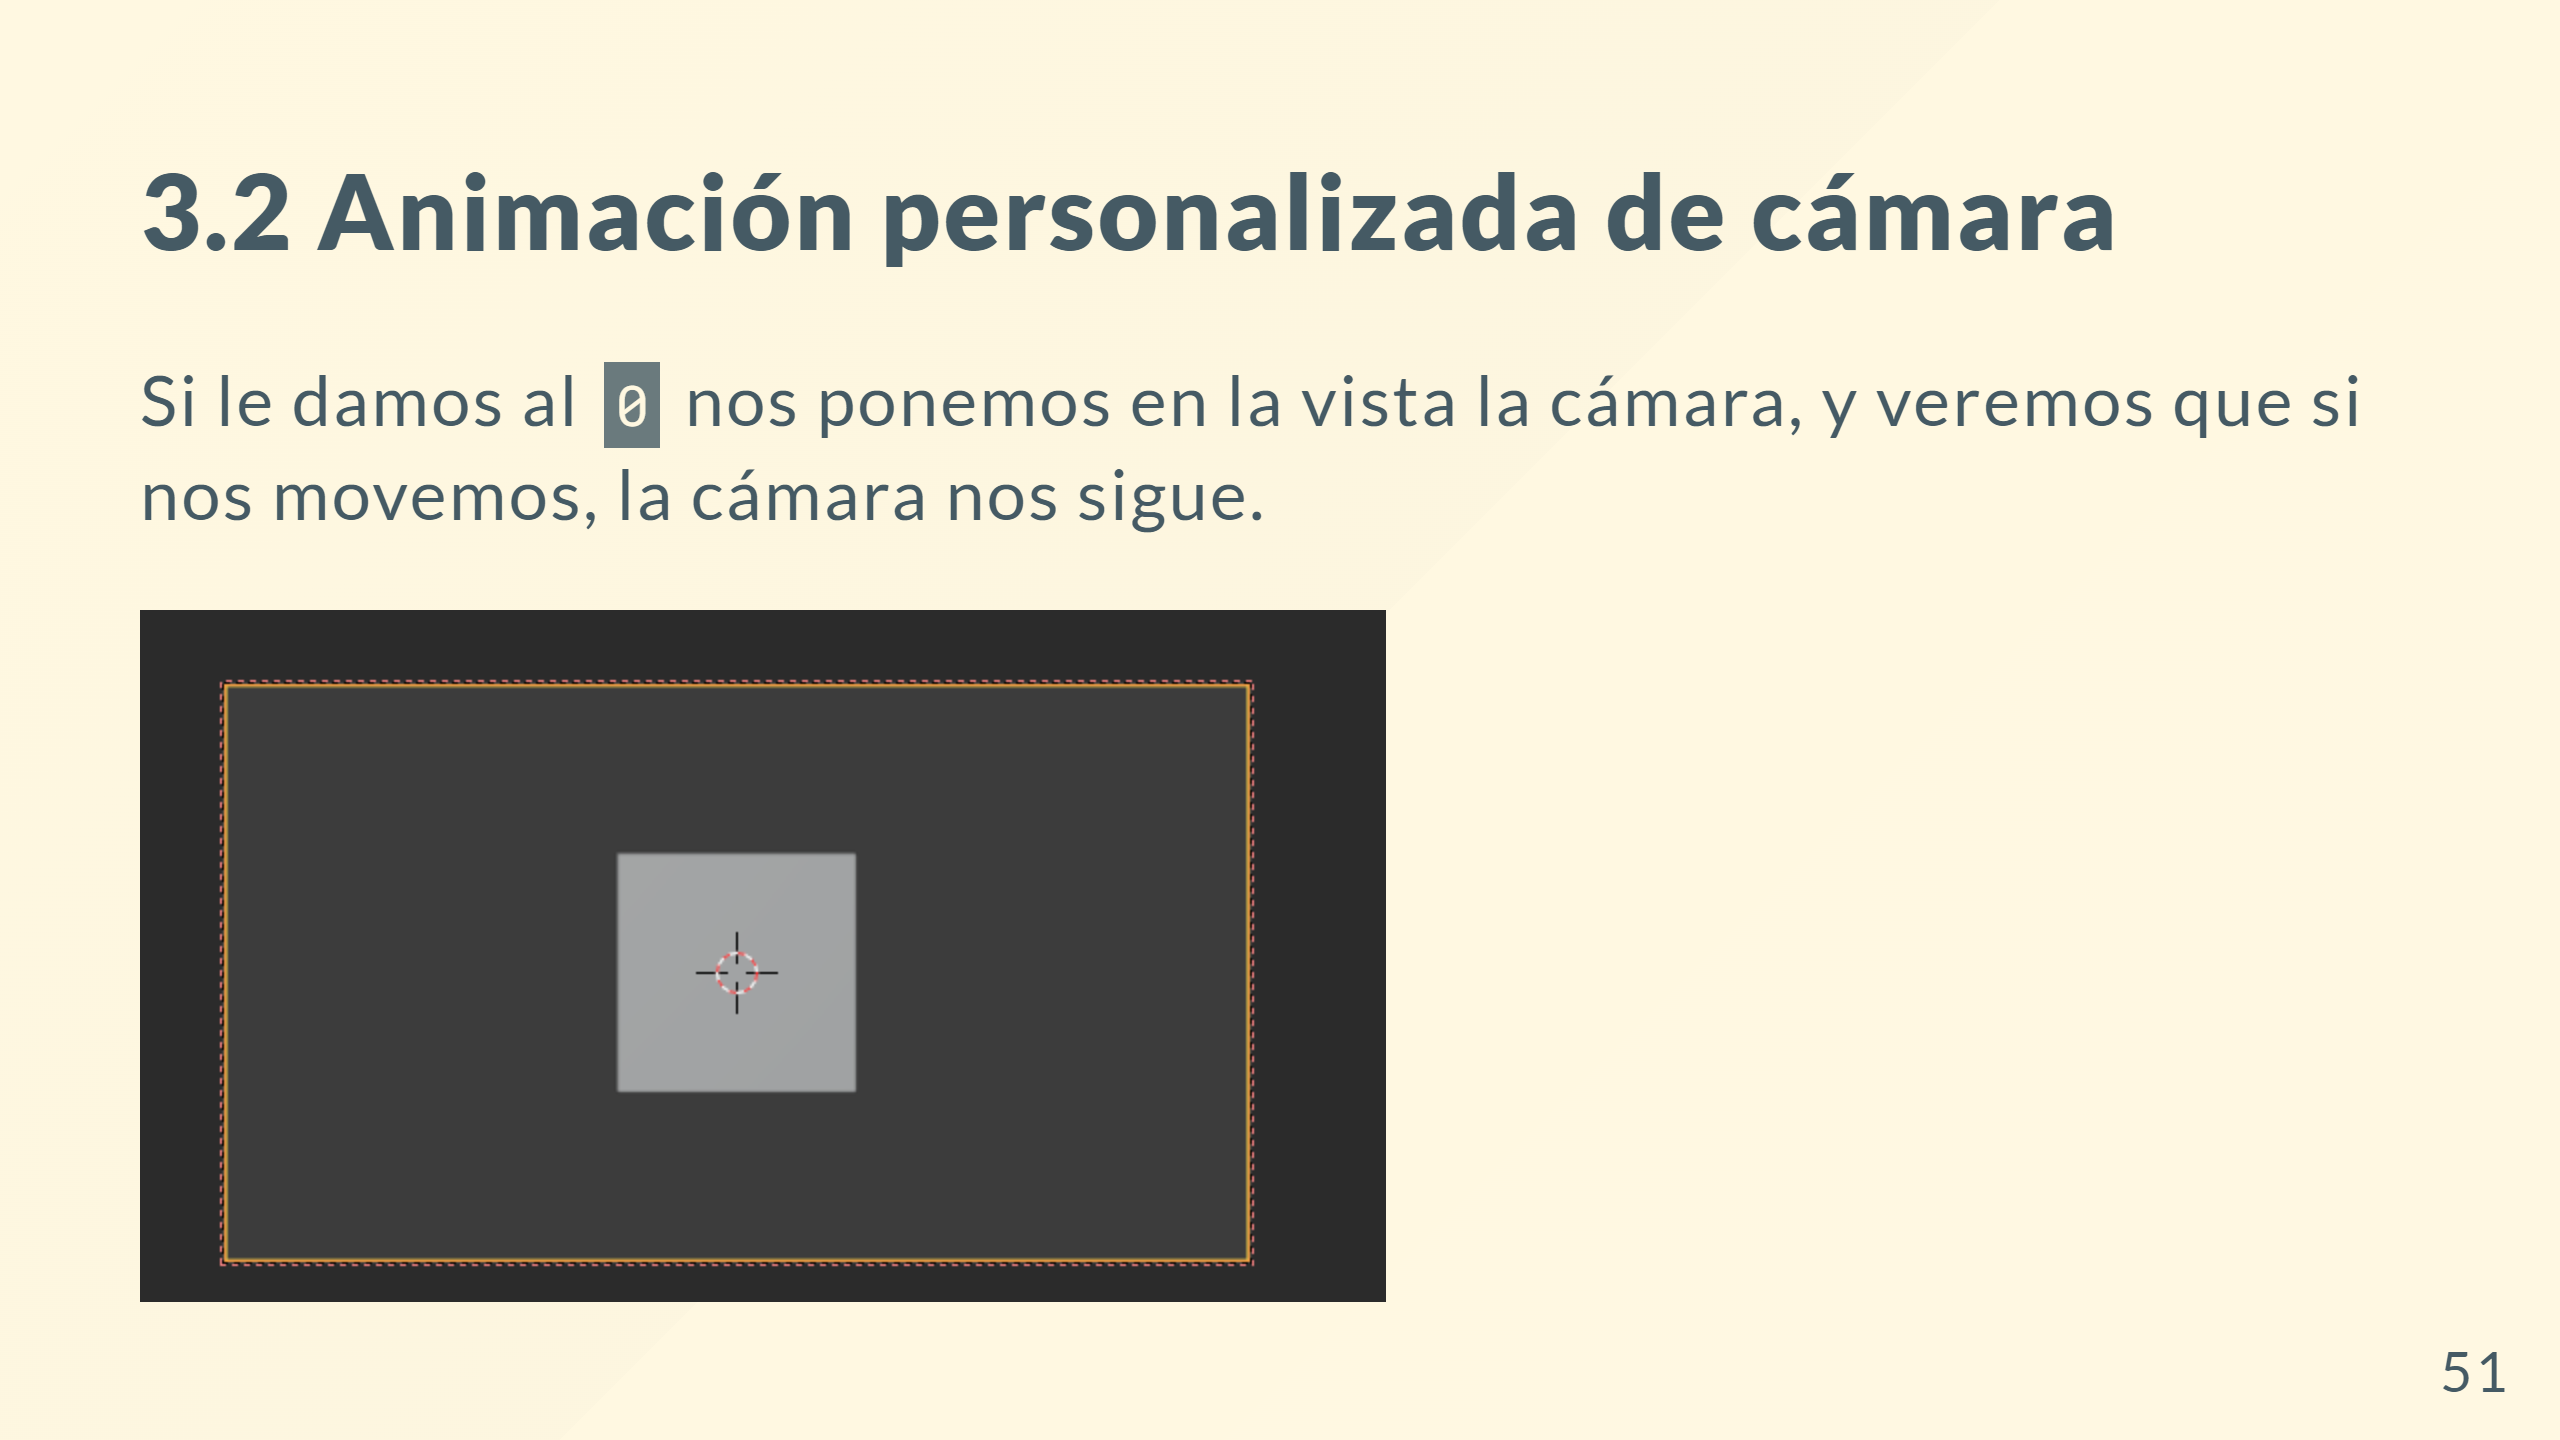 3.2 Animación personalizada de cámara
Si le damos al 0 nos ponemos en la vista la cámara, y veremos que si
nos movemos, la cámara nos sigue.
51